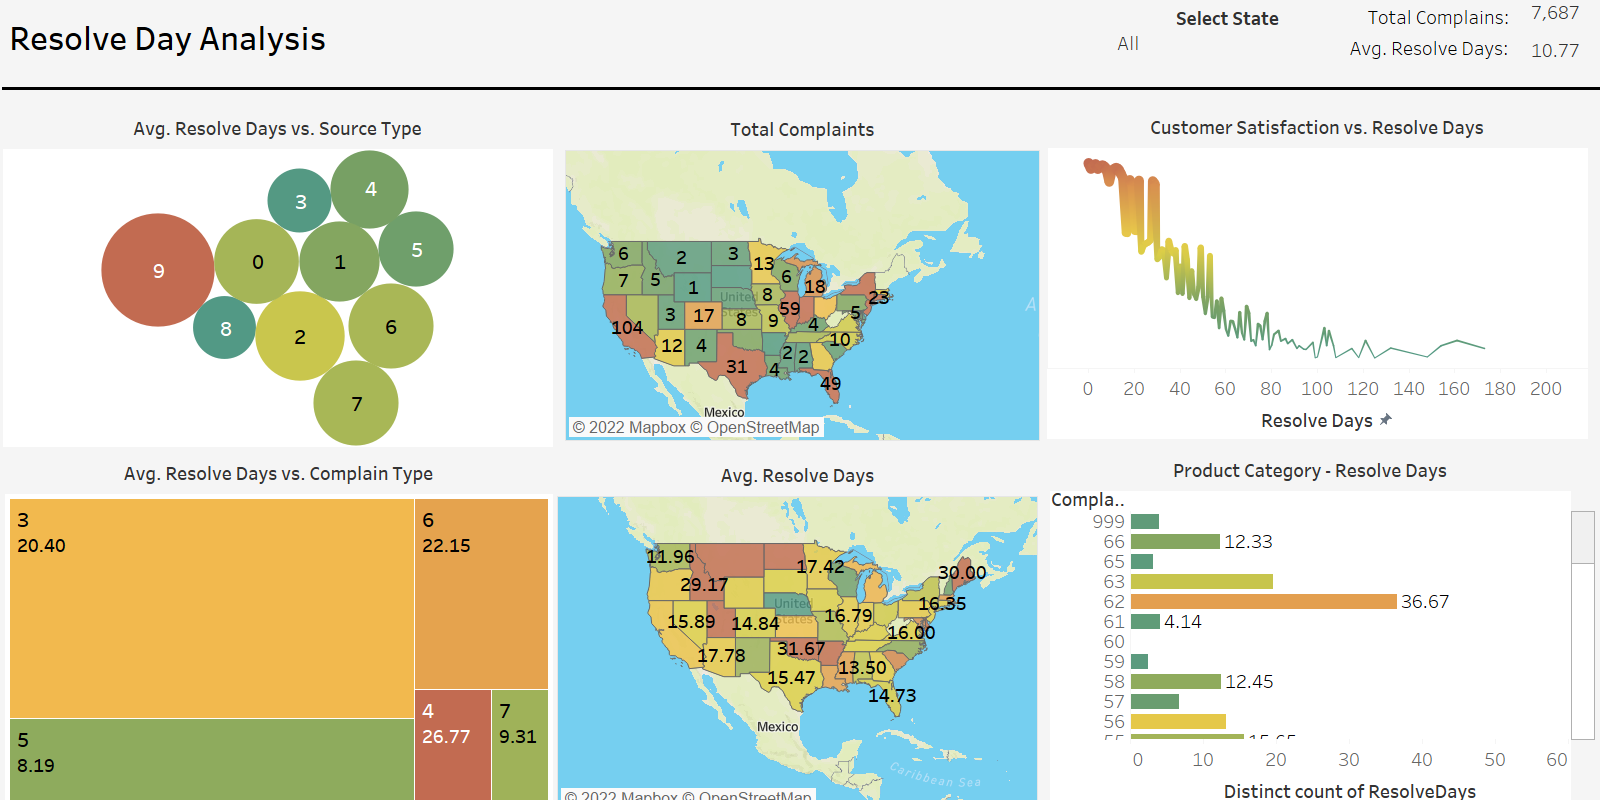 Resolve Day Analysis
Select State
All
Total Complains: 7,687
Avg. Resolve Days: 10.77
Avg. Resolve Days vs. Source Type
9
3
4
0
1
5
8
2
6
7
Total Complaints
6
2
3
13
7
5
1
6
18
United
8
23
104
3
17
8
9
59
4
5
12
4
2
2
10
31
4
49
Mexico
A
© 2022 Mapbox © OpenStreetMap
Customer Satisfaction vs. Resolve Days
0 20 40 60 80 100 120 140 160 180 200
Resolve Days
Avg. Resolve Days vs. Complain Type
3
20.40
6
22.15
5
8.19
4
26.77
7
9.31
Avg. Resolve Days
11.96
17.42
30.00
29.17
United
States
16.35
15.89
14.84
16.79
16.00
17.78
31.67
13.50
15.47
14.73
Mexico
Caribbean Sea
© 2022 Mapbox © OpenStreetMap
Product Category - Resolve Days
Compla..
999
66 12.33
65
63
62 36.67
61 4.14
60
59
58 12.45
57
56
55 15.65
0 10 20 30 40 50 60
Distinct count of ResolveDays